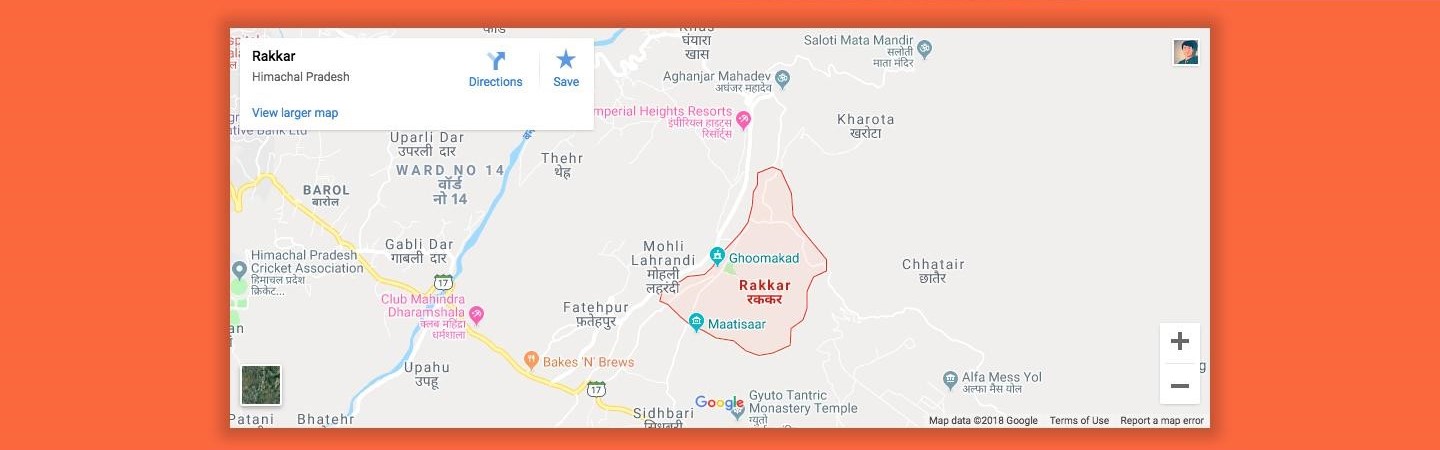 Rakkar
Himachal Pradesh
Directions
Save
View larger map
घंयारा
खास
Saloti Mata Mandir
सलोती
माता मंदिर
Aghanjar Mahadev
अघंजर महादेव
Imperial Heights Resorts
इंपीरियल हाइट्स
रिसॉर्ट्स
Kharota
खरोटा
Uparli Dar
उपरली दार
WARD NO 14
वॉर्ड
नो 14
Thehr
थेह्र
BAROL
बारोल
Gabli Dar
गाबली दार
Himachal Pradesh
Cricket Association
हिमाचल प्रदेश
क्रिकेट...
17
Club Mahindra
Dharamshala
क्लब महिंद्रा
धर्मशाला
Mohli
Lahrandi
मोहली
लहरंदी
Ghoomakad
Rakkar
रककर
Maatisaar
Chhatair
छातैर
Fatehpur
फ़तेहपुर
Bakes 'N' Brews
17
Upahu
उपहू
Patani
Bhatehr
Sidhbari
सिधबरी
Google
Gyuto Tantric
Monastery Temple
ग्युतो
Alfa Mess Yol
अल्फा मैस योल
Map data ©2018 Google
Terms of Use
Report a map error